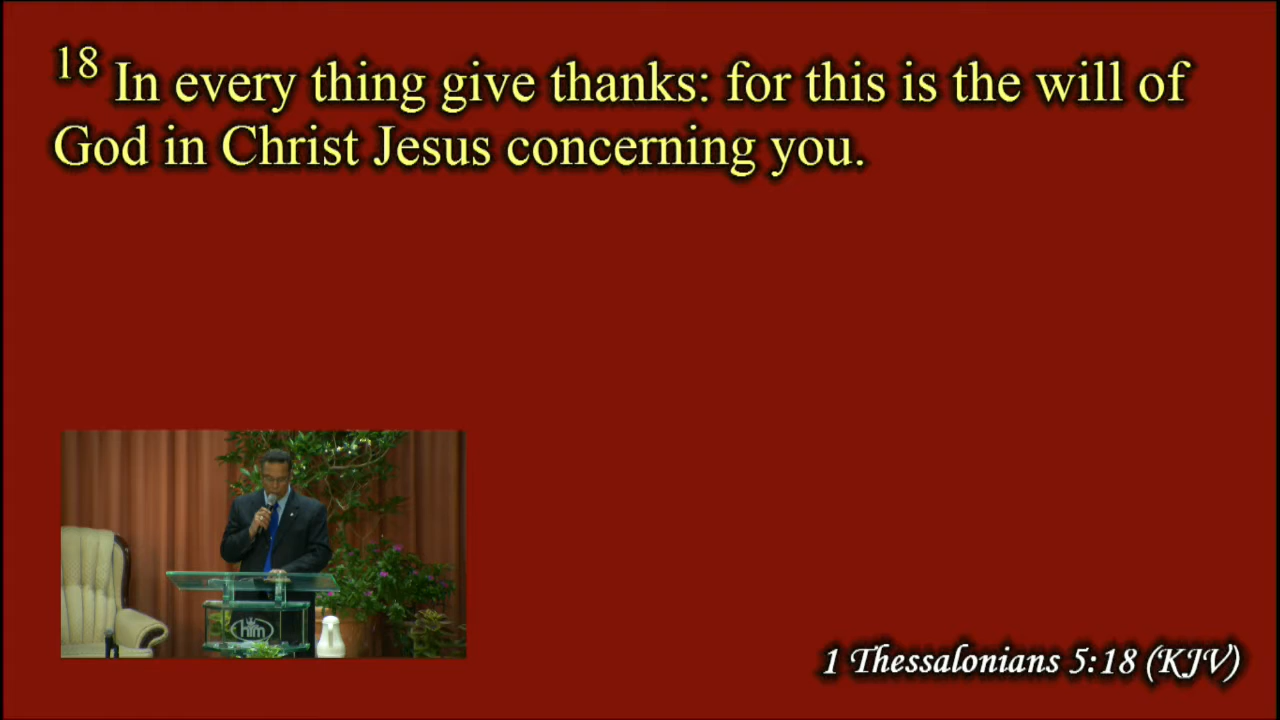 18 In every thing give thanks: for this is the will of
God in Christ Jesus concerning you.
htm
1 Thessalonians 5:18 (KJV)